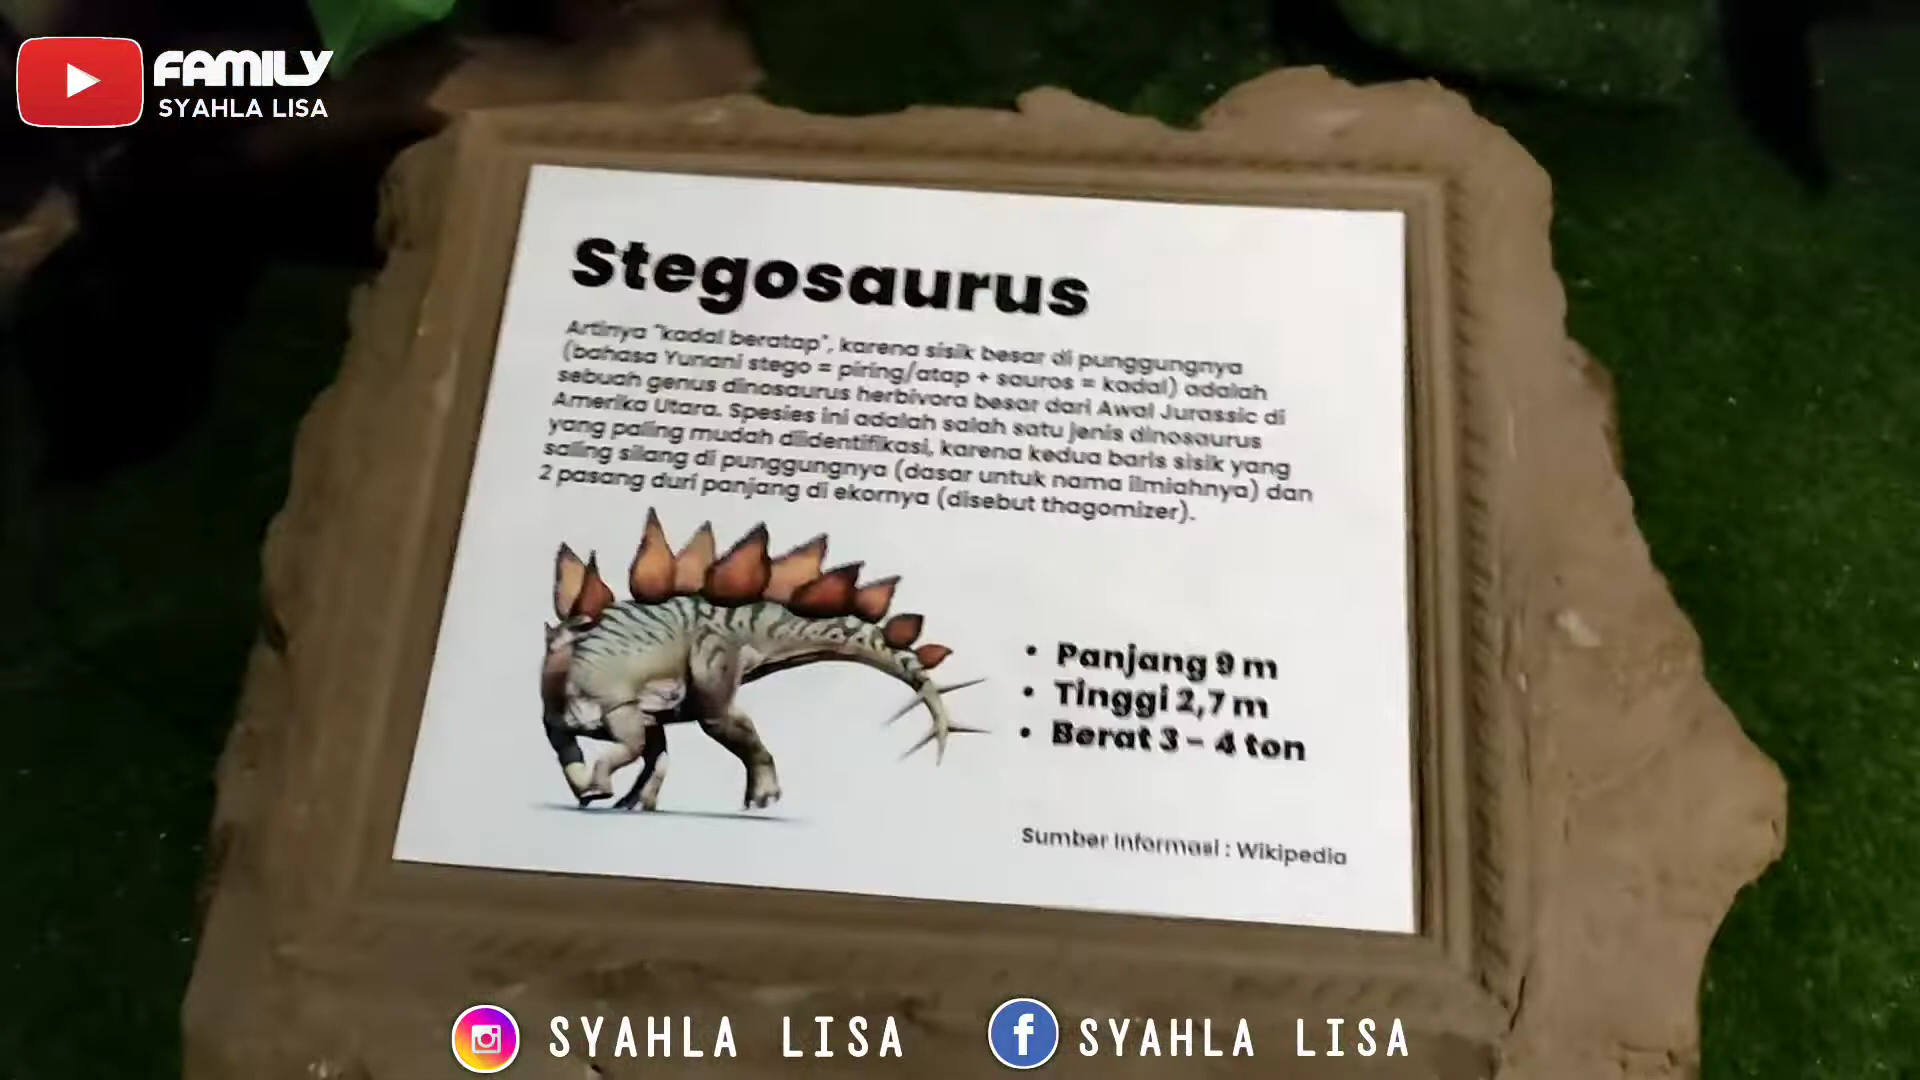 FAMILY
SYAHLA LISA
Stegosaurus
Artinya "kadal beratap", karena sisik besar di punggungnya
(bahasa Yunani stego = piring/atap + sauros = kadal) adalah
sebuah genus dinosaurus herbivora besar dari Awal Jurassic di
Amerika Utara. Spesies ini adalah salah satu jenis dinosaurus
yang paling mudah diidentifikasi, karena kedua baris sisik yang
saling silang di punggungnya (dasar untuk nama ilmiahnya) dan
2 pasang duri panjang di ekornya (disebut thagomizer).
• Panjang 9 m
• Tinggi 2,7 m
• Berat 3 - 4 ton
Sumber Informasi : Wikipedia
SYAHLA LISA
SYAHLA LISA